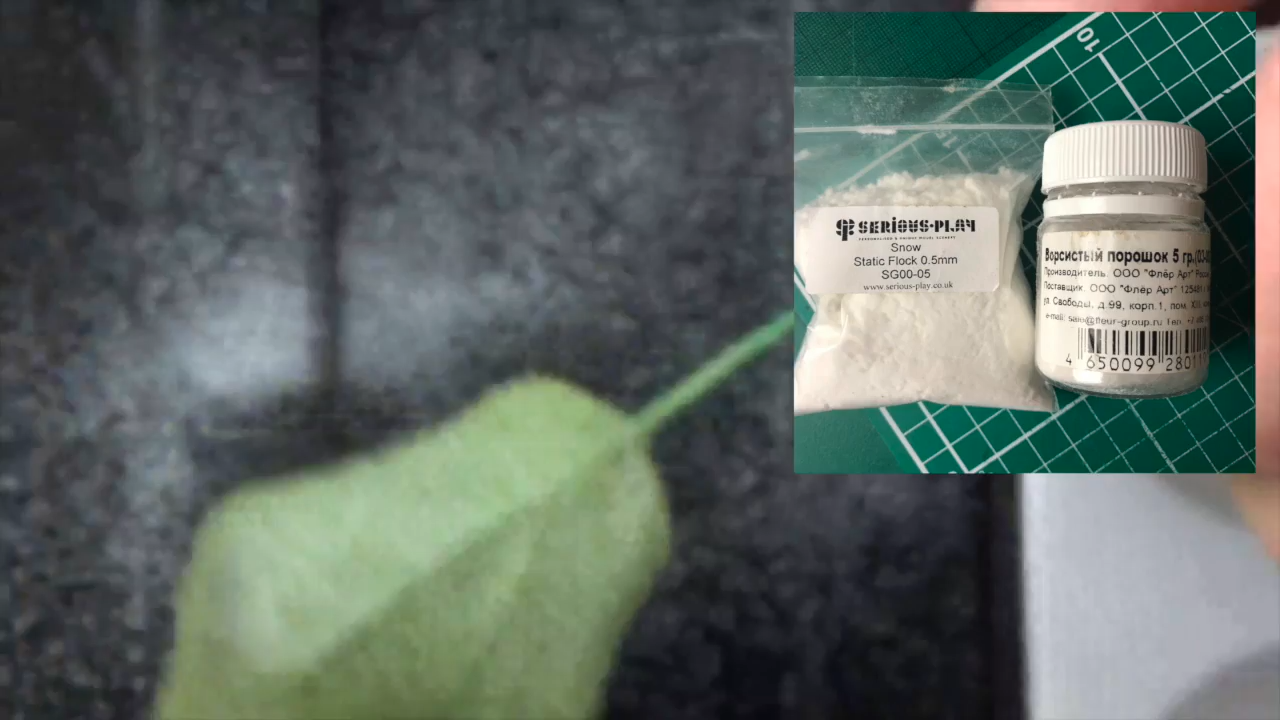 SERIOUS-PLAY
Snow
Static Flock 0.5mm
SG00-05
www.serious-play.co.uk
10
Ворсистый порошок 5 гр.
Производитель: ООО "Флёр Арт"
Поставщик: ООО "Флёр Арт"
ул. Свободы, д.99, корп.1, пом.
e-mail: sale@fleur-group.ru Тел.
4 650099 28011